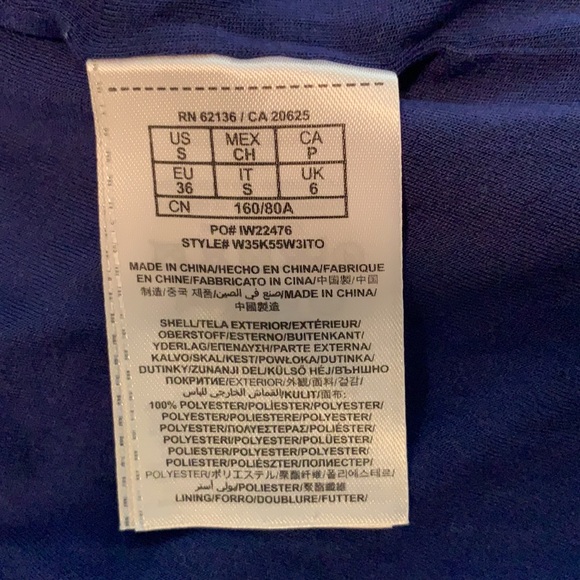 RN 62136 / CA 20625
US MEX CA
S CH P
EU IT UK
36 S 6
CN 160/80A
PO# IW22476
STYLE# W35K55W3ITO
MADE IN CHINA/HECHO EN CHINA/FABRIQUE
EN CHINE/FABBRICATO IN CINA/中国製/中国
制造/중국 제품/صنع في الصين/MADE IN CHINA/
中國製造
SHELL/TELA EXTERIOR/EXTÉRIEUR/
OBERSTOFF/ESTERNO/BUITENKANT/
YDERLAG/ΕΠΕΝΔΥΣΗ/PARTE EXTERNA/
KALVO/SKAL/KEST/POWŁOKA/DUTINKA/
DUTINKY/ZUNANJI DEL/KÜLSŐ HÉJ/ВЪНШНО
ПОКРИТИЕ/EXTERIOR/外観/面料/겉감/
القماش الخارجي للباس/KULIT/面布:
100% POLYESTER/POLIÉSTER/POLYESTER/
POLYESTER/POLIESTERE/POLYESTER/
POLYESTER/ΠΟΛΥΕΣΤΕΡΑΣ/POLIÉSTER/
POLYESTERI/POLYESTER/POLÜESTER/
POLIESTER/POLYESTER/POLYESTER/
POLIESTER/POLIÉSZTER/ПОЛИЕСТЕР/
POLYESTER/ポリエステル/聚酯纤维/폴리에스테르/
بولي أستر/POLIESTER/聚酯纖維
LINING/FORRO/DOUBLURE/FUTTER/